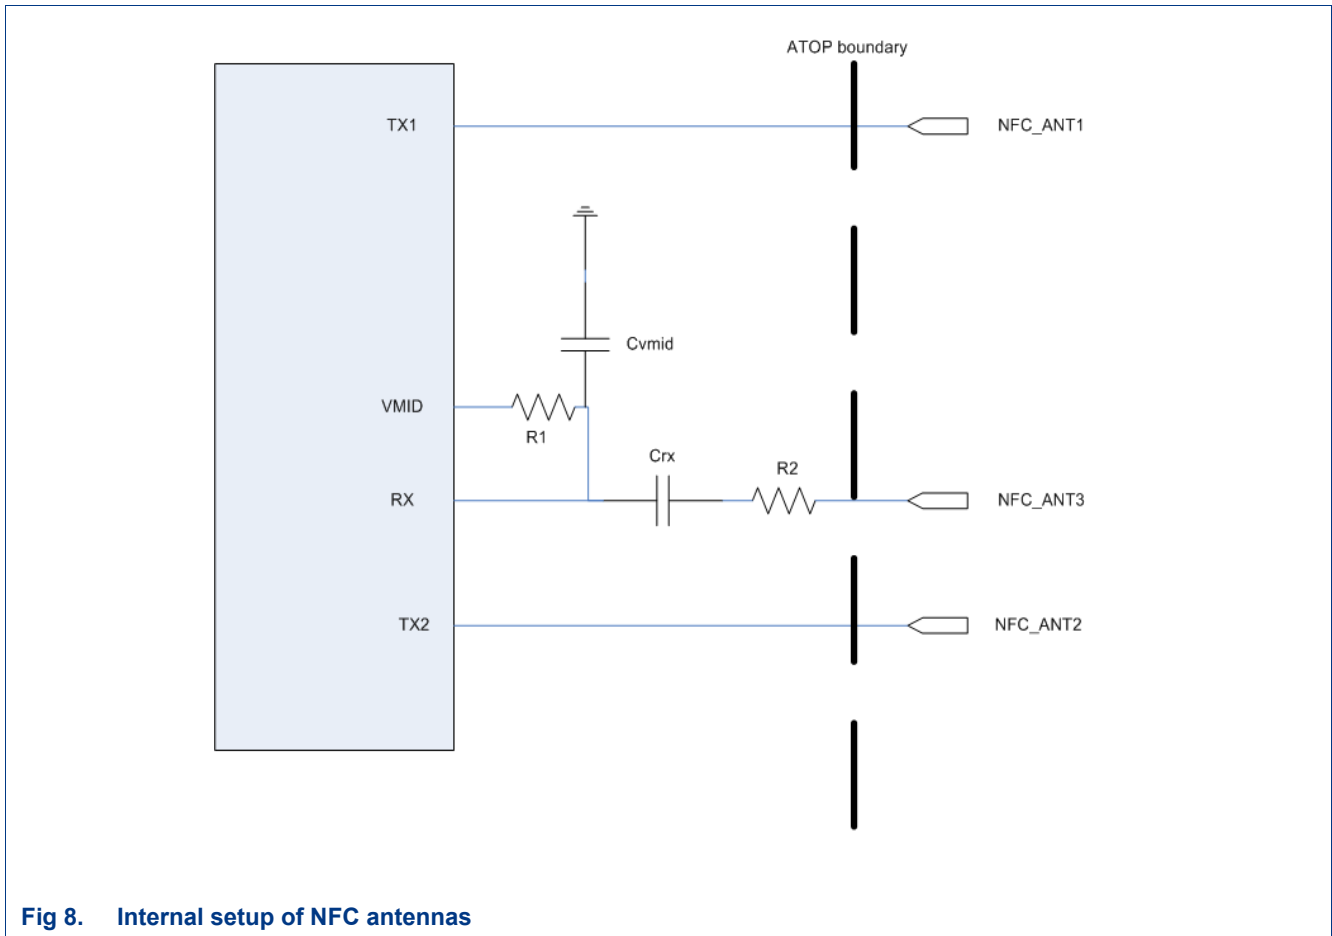 ATOP boundary
TX1
NFC_ANT1
Cvmid
VMID
R1
Crx
R2
RX
NFC_ANT3
TX2
NFC_ANT2
Fig 8. Internal setup of NFC antennas